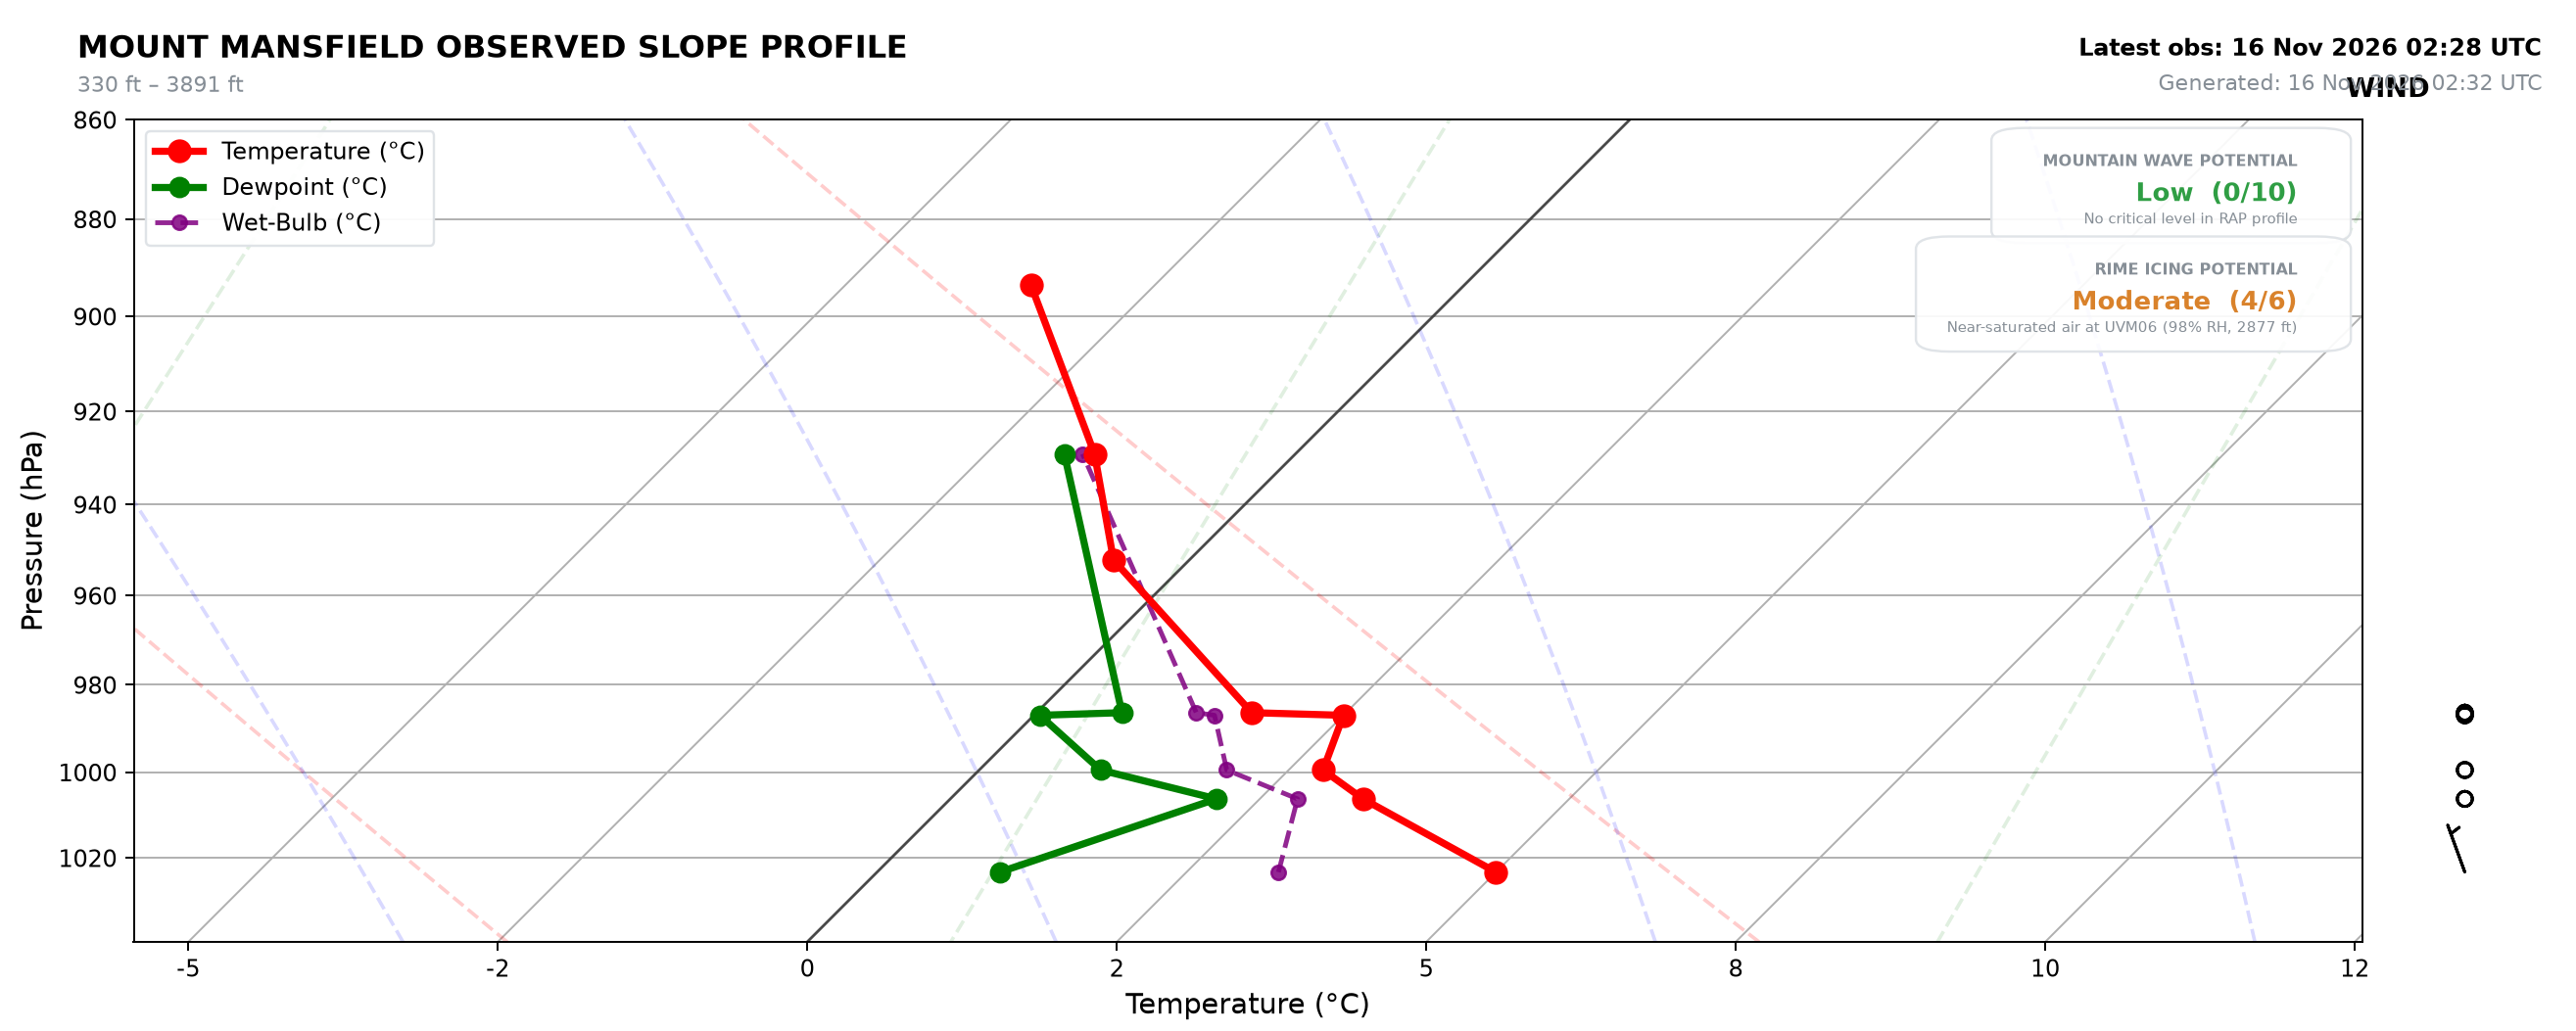 MOUNT MANSFIELD OBSERVED SLOPE PROFILE
330 ft – 3891 ft
Latest obs: 16 Nov 2026 02:28 UTC
Generated: 16 Nov 2026 02:32 UTC
WIND
Temperature (°C)
Dewpoint (°C)
Wet-Bulb (°C)
MOUNTAIN WAVE POTENTIAL
Low (0/10)
No critical level in RAP profile
RIME ICING POTENTIAL
Moderate (4/6)
Near-saturated air at UVM06 (98% RH, 2877 ft)
Pressure (hPa)
860
880
900
920
940
960
980
1000
1020
-5 -2 0 2 5 8 10 12
Temperature (°C)